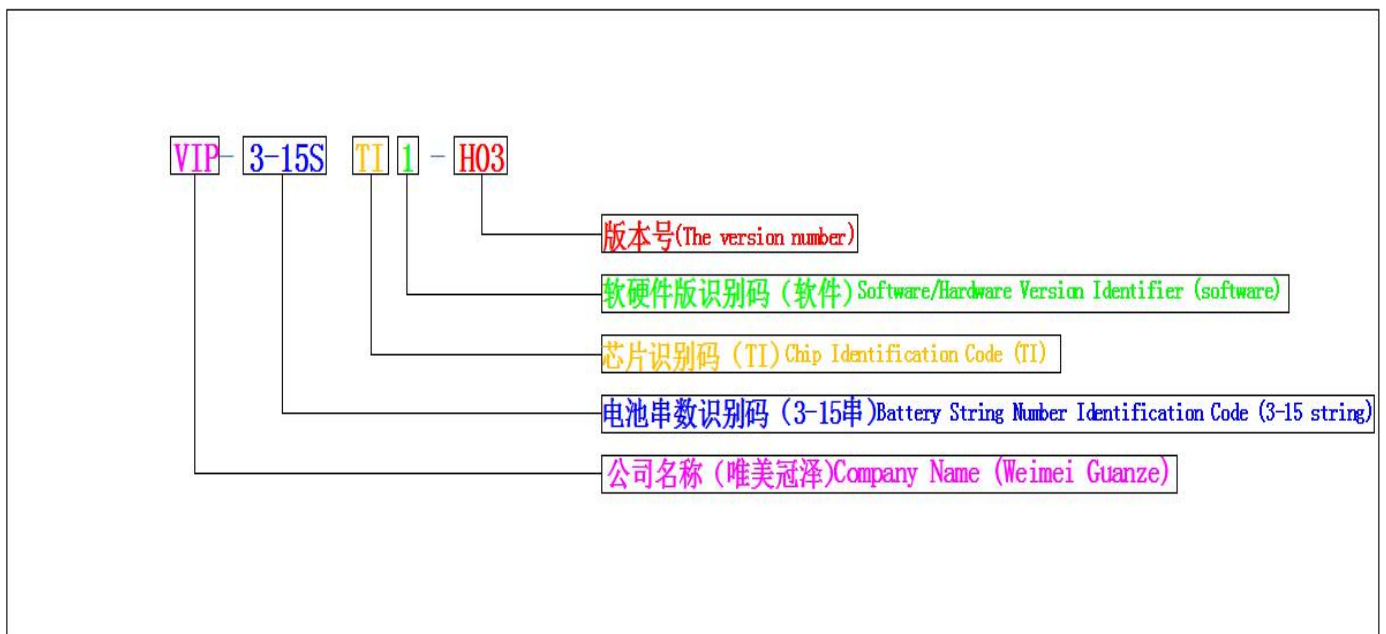 VIP-3-15S TI 1-H03
版本号(The version number)
软硬件版识别码（软件）Software/Hardware Version Identifier (software)
芯片识别码（TI）Chip Identification Code (TI)
电池串数识别码（3-15串)Battery String Number Identification Code (3-15 string)
公司名称（唯美冠泽)Company Name (Weimei Guanze)